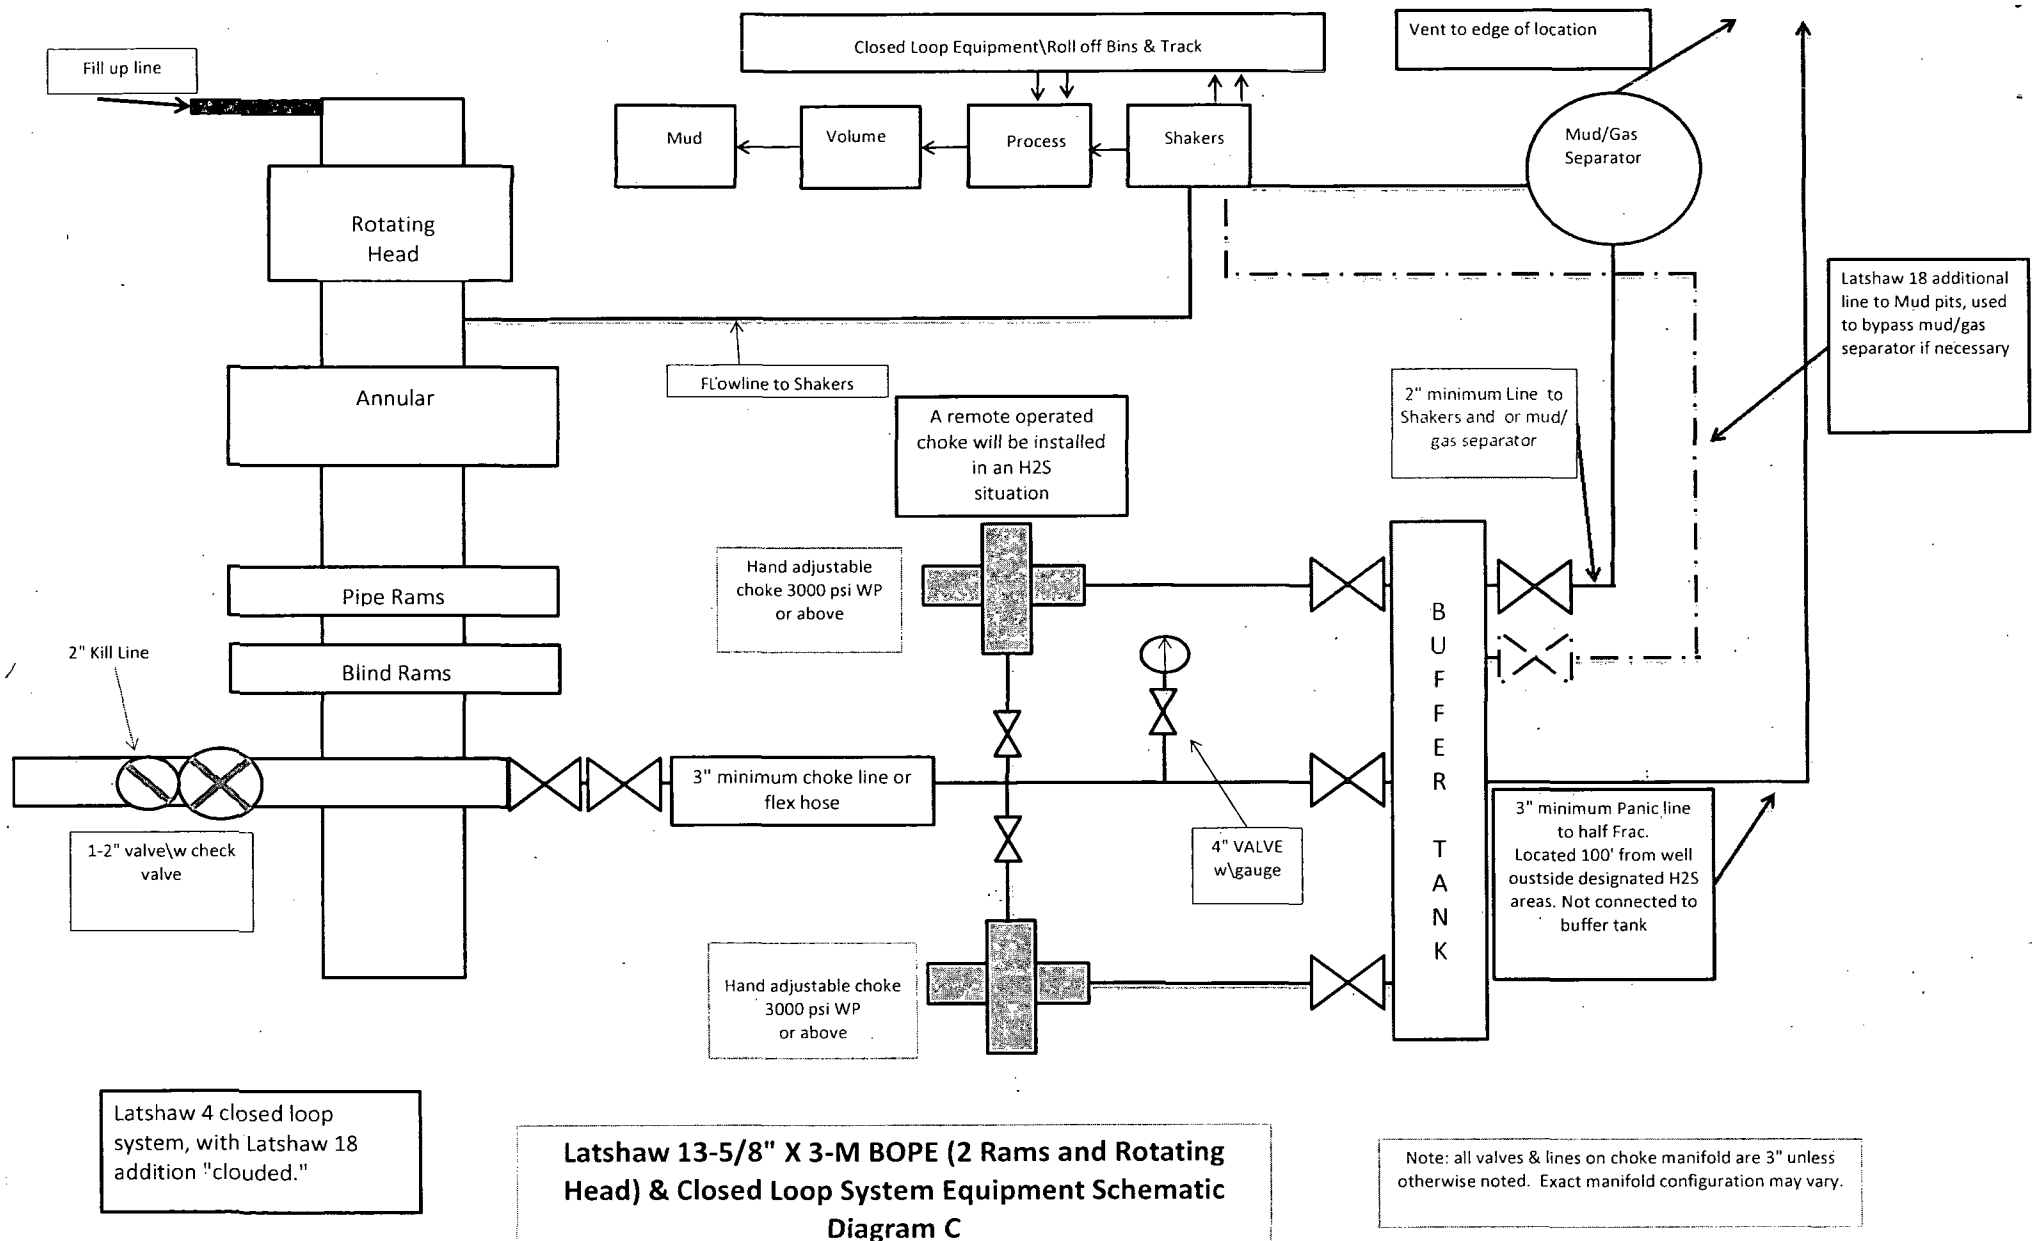 Fill up line
Closed Loop Equipment\Roll off Bins & Track
Vent to edge of location
Mud
Volume
Process
Shakers
Mud/Gas
Separator
Rotating
Head
Latshaw 18 additional
line to Mud pits, used
to bypass mud/gas
separator if necessary
FLowline to Shakers
Annular
2" minimum Line to
Shakers and or mud/
gas separator
A remote operated
choke will be installed
in an H2S
situation
Hand adjustable
choke 3000 psi WP
or above
Pipe Rams
Blind Rams
2" Kill Line
BUFFER TANK
3" minimum choke line or
flex hose
1-2" valve\w check
valve
4" VALVE
w\gauge
3" minimum Panic line
to half Frac.
Located 100' from well
oustside designated H2S
areas. Not connected to
buffer tank
Hand adjustable choke
3000 psi WP
or above
Latshaw 4 closed loop
system, with Latshaw 18
addition "clouded."
Latshaw 13-5/8" X 3-M BOPE (2 Rams and Rotating
Head) & Closed Loop System Equipment Schematic
Diagram C
Note: all valves & lines on choke manifold are 3" unless
otherwise noted. Exact manifold configuration may vary.